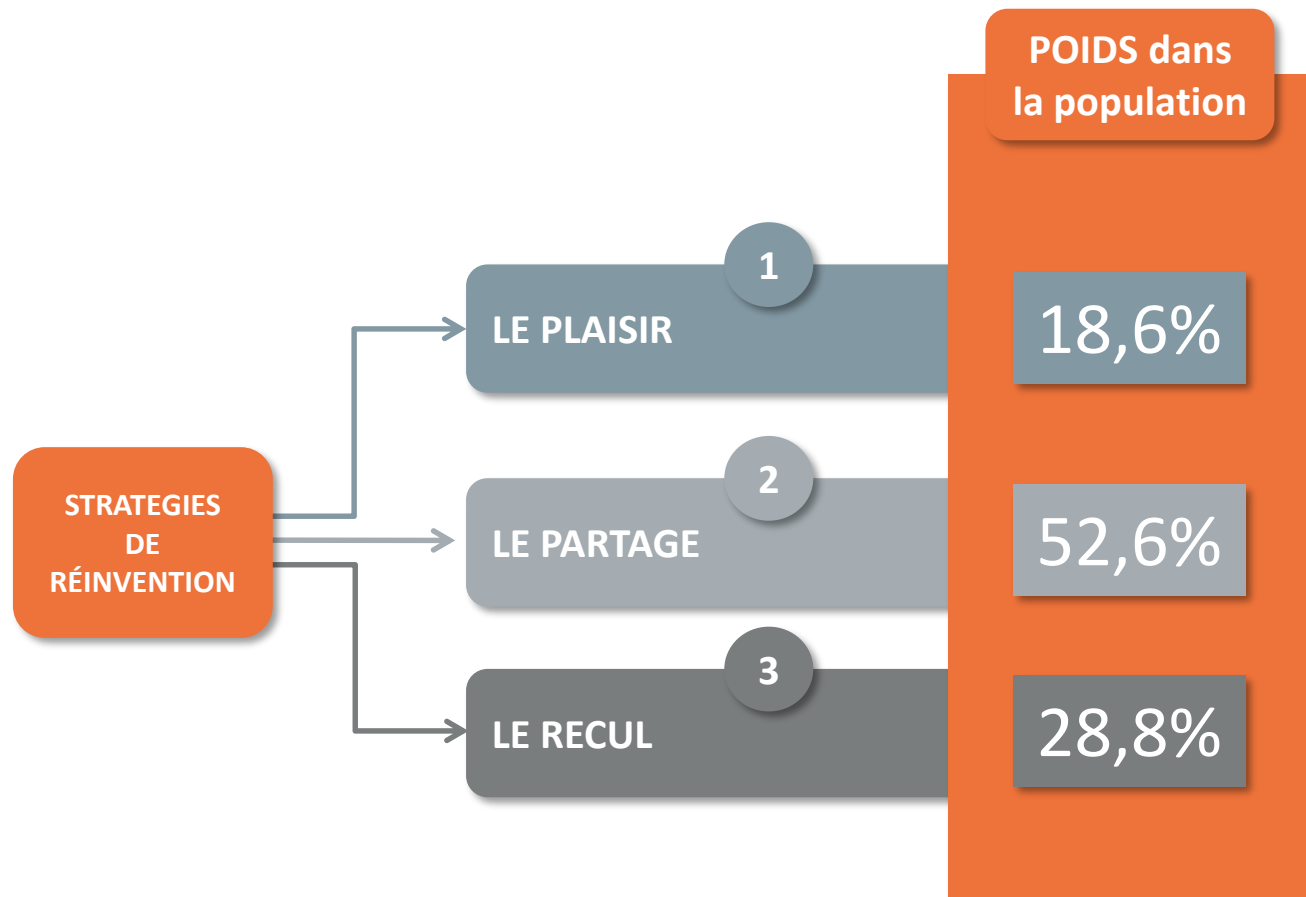 POIDS dans
la population
1
LE PLAISIR
18,6%
STRATEGIES
DE
RÉINVENTION
2
LE PARTAGE
52,6%
3
LE RECUL
28,8%